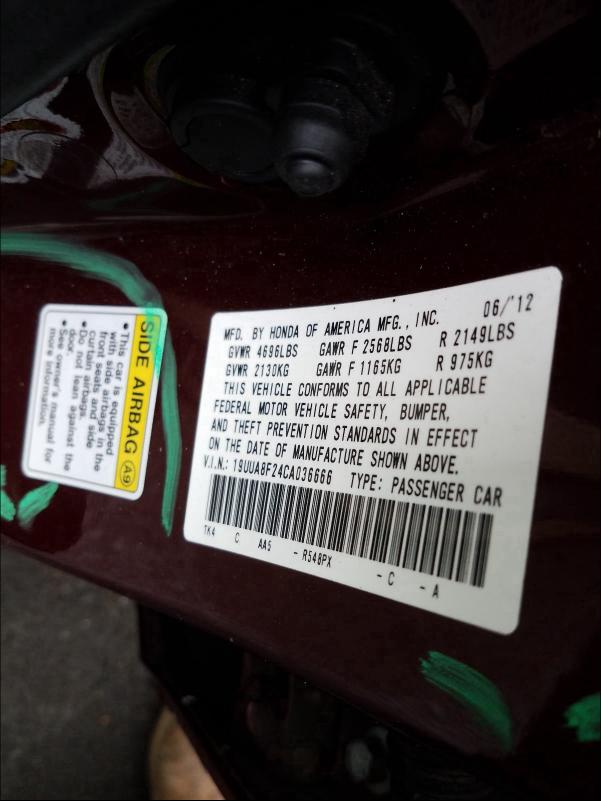 MFD. BY HONDA OF AMERICA MFG., INC. 06/'12
GVWR 4696LBS GAWR F 2568LBS R 2149LBS
GVWR 2130KG GAWR F 1165KG R 975KG
THIS VEHICLE CONFORMS TO ALL APPLICABLE
FEDERAL MOTOR VEHICLE SAFETY, BUMPER,
AND THEFT PREVENTION STANDARDS IN EFFECT
ON THE DATE OF MANUFACTURE SHOWN ABOVE.
V.I.N.: 19UUA8F24CA036666 TYPE: PASSENGER CAR
TK4 C AA5 - R548PX - C - A
SIDE AIRBAG A9
• This car is equipped
with side airbags in the
front seats and side
curtain airbags.
• Do not lean against the
door.
• See owner's manual for
more information.